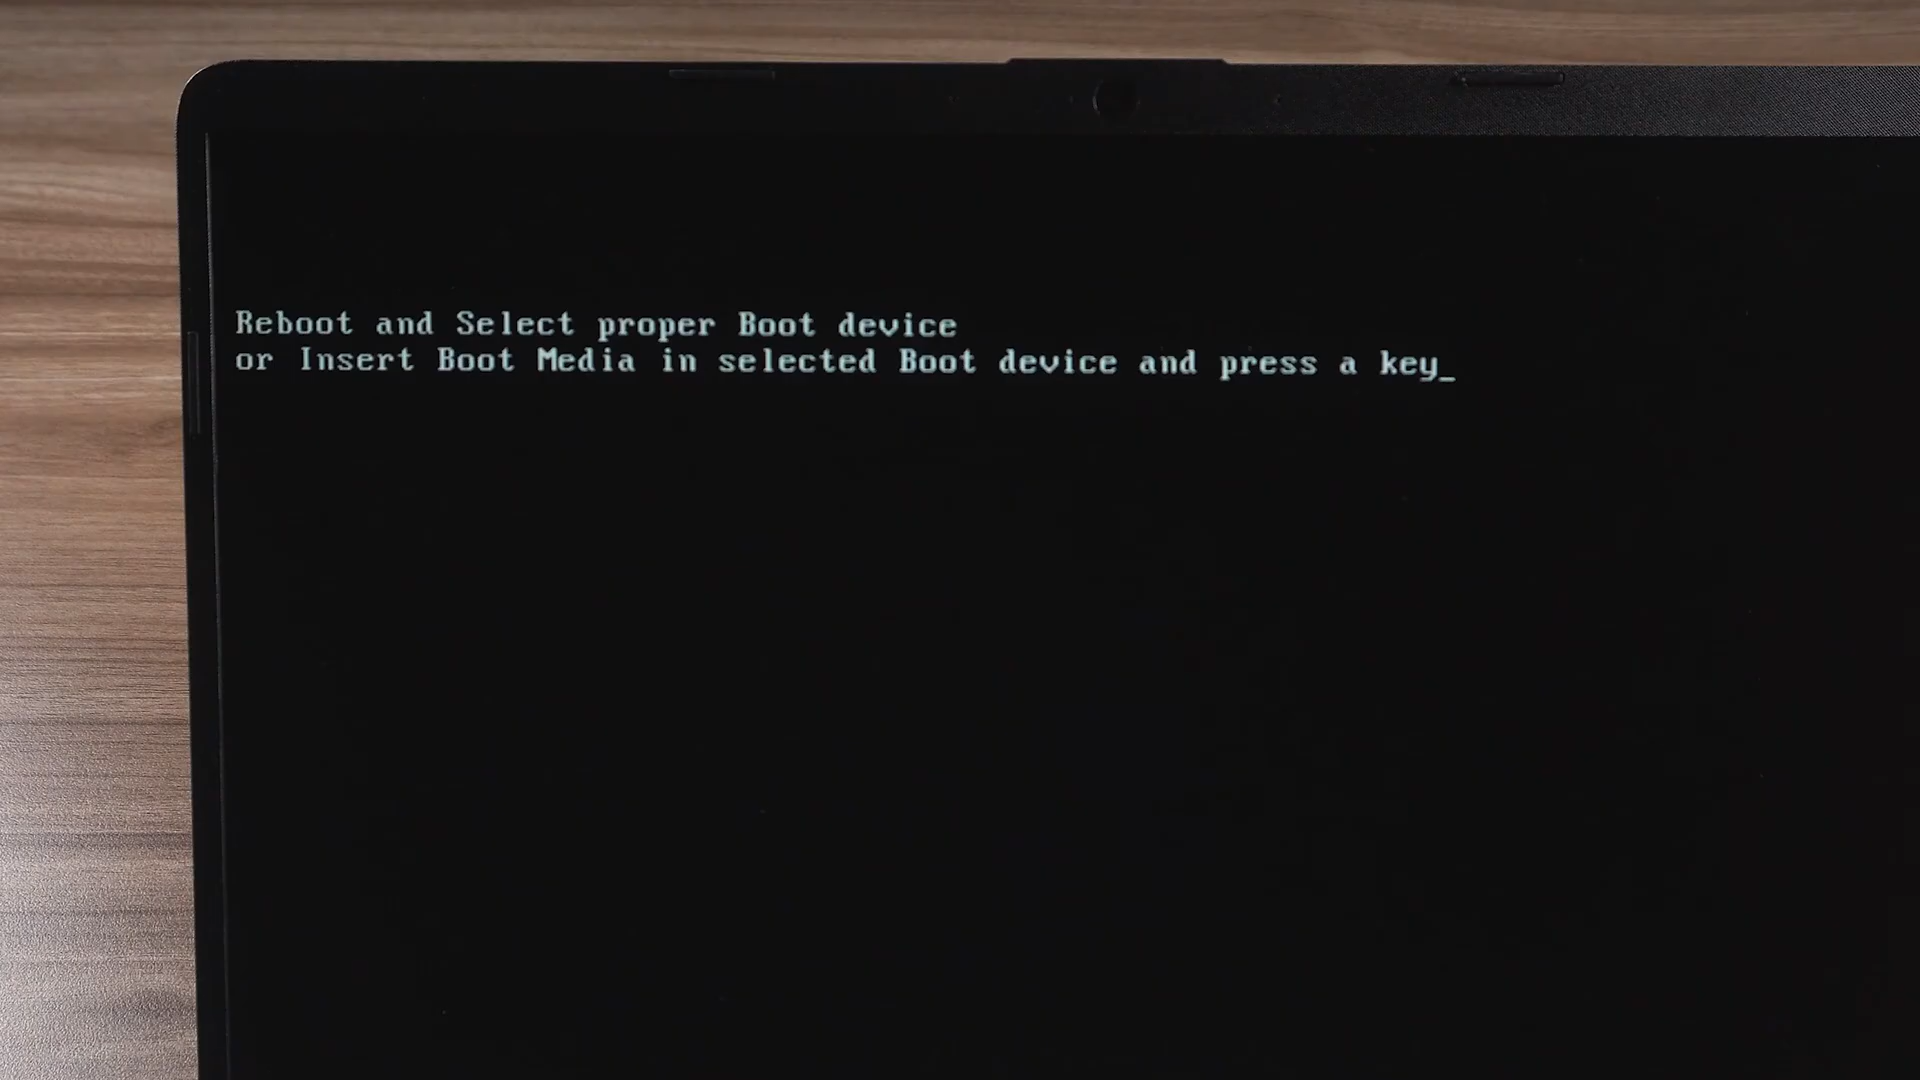 Reboot and Select proper Boot device
or Insert Boot Media in selected Boot device and press a key_